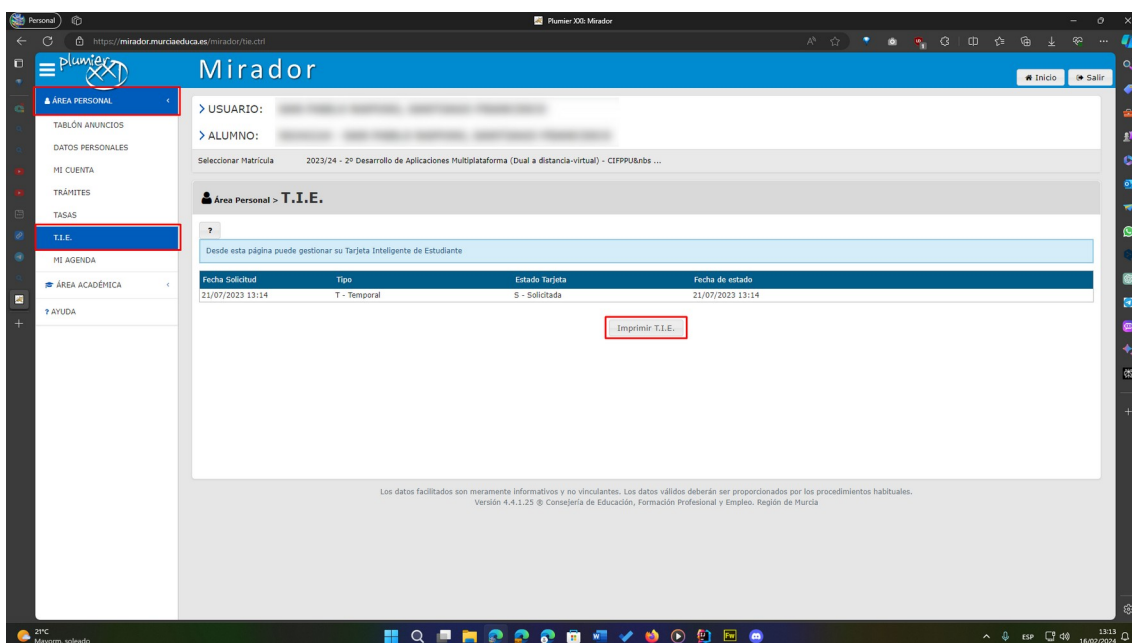 Personal
Plumier XXI: Mirador
https://mirador.murciaeduca.es/mirador/tie.ctrl
plumier XXI
Mirador
Inicio
Salir
ÁREA PERSONAL
TABLÓN ANUNCIOS
DATOS PERSONALES
MI CUENTA
TRÁMITES
TASAS
T.I.E.
MI AGENDA
ÁREA ACADÉMICA
? AYUDA
USUARIO:
ALUMNO:
Seleccionar Matrícula 2023/24 - 2º Desarrollo de Aplicaciones Multiplataforma (Dual a distancia-virtual) - CIFPPU&nbs ...
Área Personal > T.I.E.
?
Desde esta página puede gestionar su Tarjeta Inteligente de Estudiante
Fecha Solicitud Tipo Estado Tarjeta Fecha de estado
21/07/2023 13:14 T - Temporal S - Solicitada 21/07/2023 13:14
Imprimir T.I.E.
Los datos facilitados son meramente informativos y no vinculantes. Los datos válidos deberán ser proporcionados por los procedimientos habituales.
Versión 4.4.1.25 ® Consejería de Educación, Formación Profesional y Empleo. Región de Murcia
21°C
Mayorm. soleado
ESP
13:13
16/02/2024